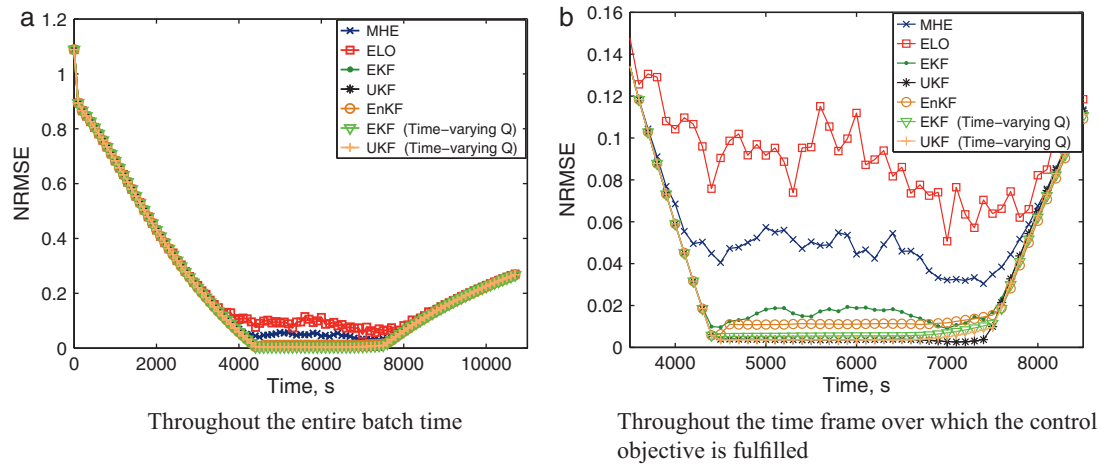 a
NRMSE
1.2
1
0.8
0.6
0.4
0.2
0
0 2000 4000 6000 8000 10000
Time, s
MHE
ELO
EKF
UKF
EnKF
EKF (Time-varying Q)
UKF (Time-varying Q)
Throughout the entire batch time
b
NRMSE
0.16
0.14
0.12
0.1
0.08
0.06
0.04
0.02
0
4000 5000 6000 7000 8000
Time, s
MHE
ELO
EKF
UKF
EnKF
EKF (Time-varying Q)
UKF (Time-varying Q)
Throughout the time frame over which the control
objective is fulfilled